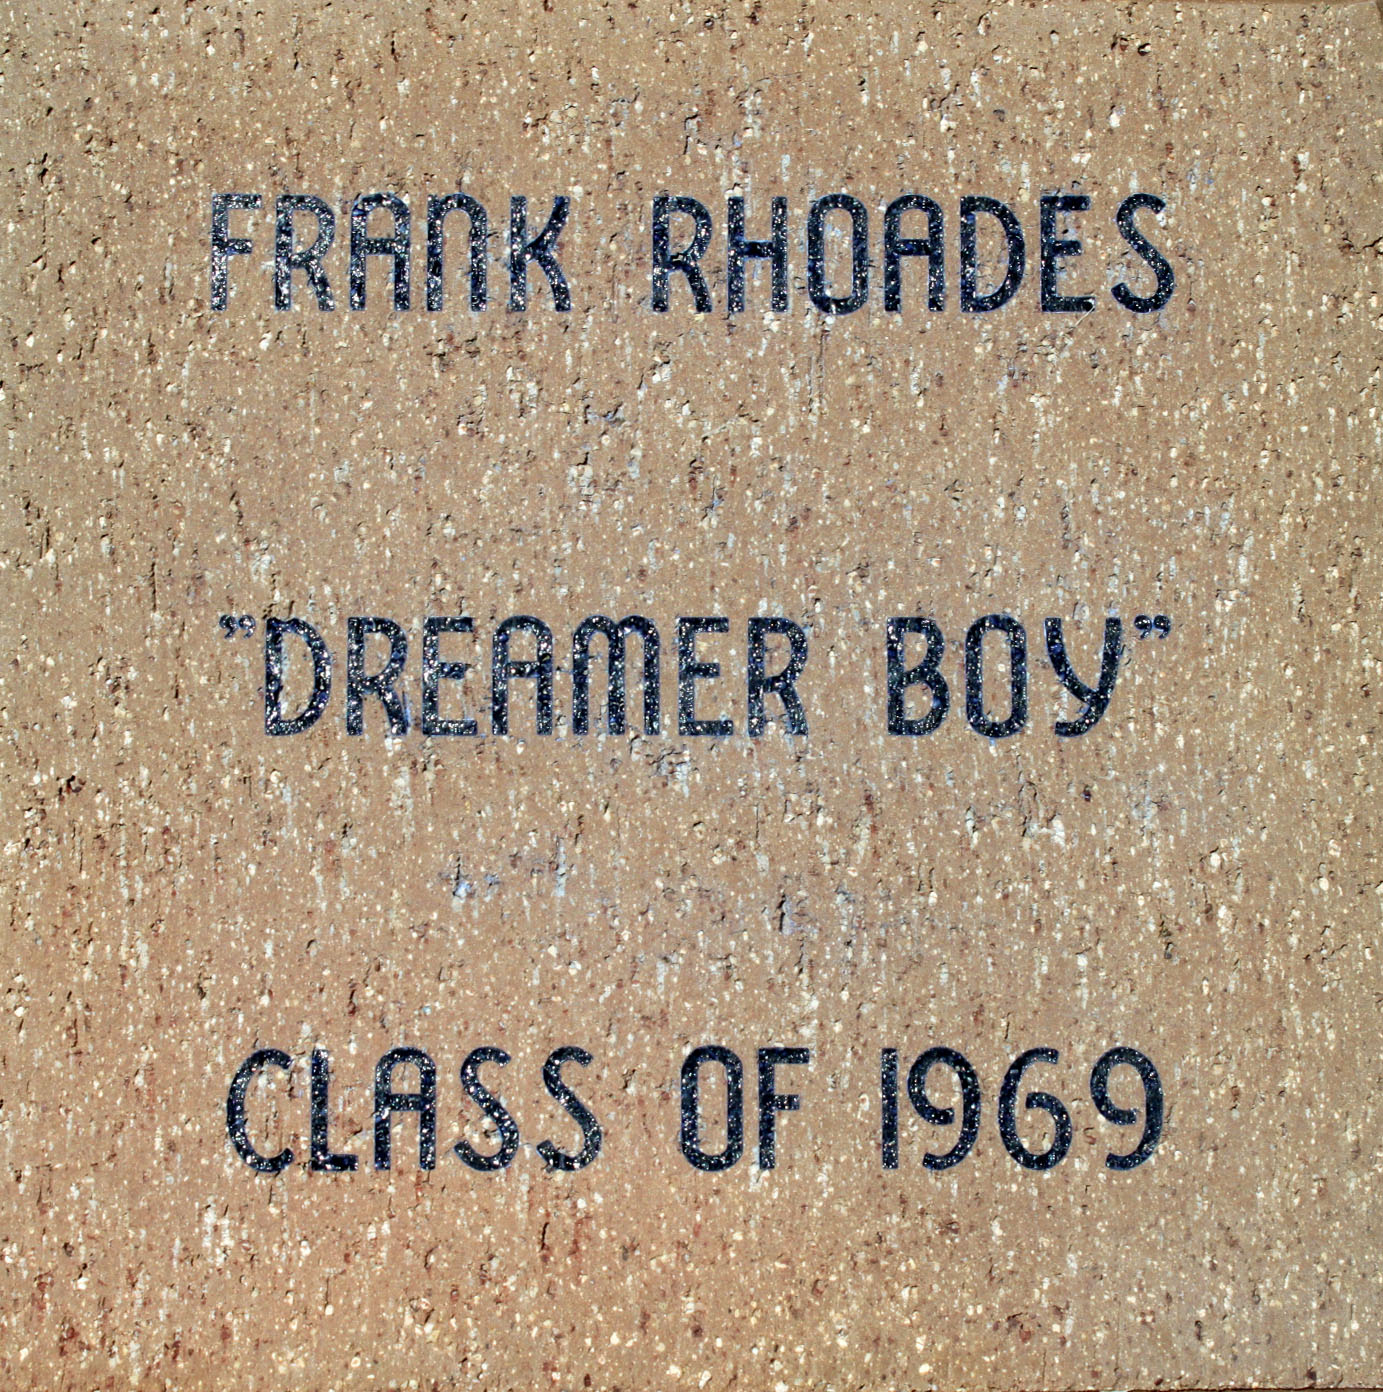 FRANK RHOADES
”DREAMER BOY”
CLASS OF 1969